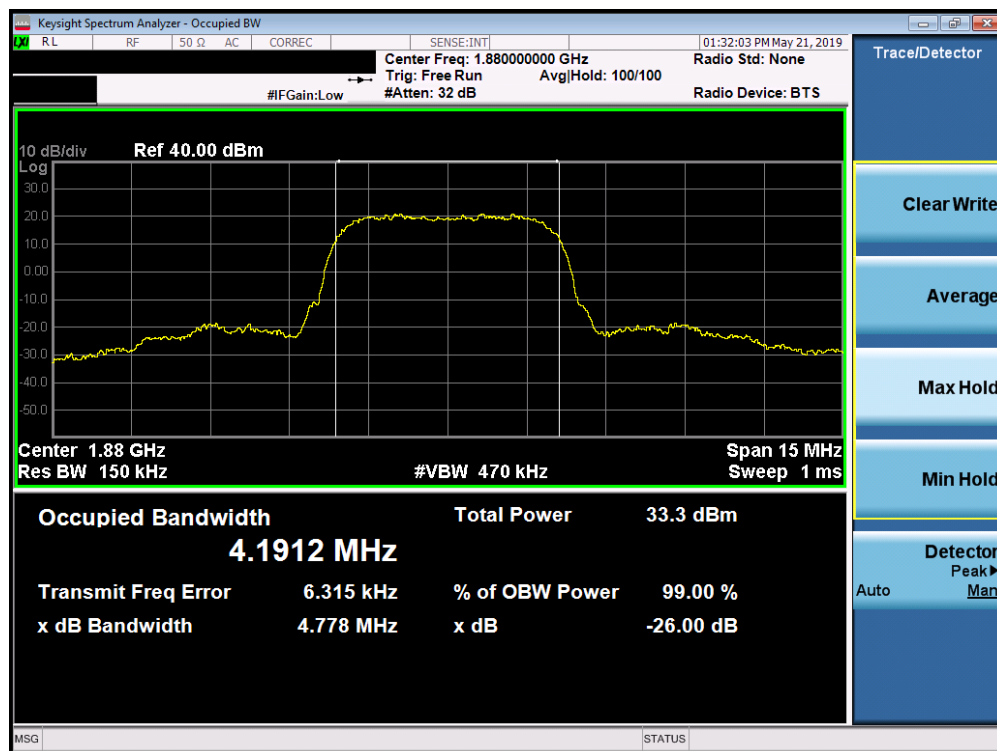 Keysight Spectrum Analyzer - Occupied BW
LXI RL RF 50 Ω AC CORREC SENSE:INT 01:32:03 PM May 21, 2019
Center Freq: 1.880000000 GHz Radio Std: None
Trig: Free Run Avg|Hold: 100/100
#IFGain:Low #Atten: 32 dB Radio Device: BTS
10 dB/div Ref 40.00 dBm
Log
30.0
20.0
10.0
0.00
-10.0
-20.0
-30.0
-40.0
-50.0
Center 1.88 GHz Span 15 MHz
Res BW 150 kHz #VBW 470 kHz Sweep 1 ms
Occupied Bandwidth Total Power 33.3 dBm
4.1912 MHz
Transmit Freq Error 6.315 kHz % of OBW Power 99.00 %
x dB Bandwidth 4.778 MHz x dB -26.00 dB
MSG STATUS
Trace/Detector
Clear Write
Average
Max Hold
Min Hold
Detector
Peak▶
Auto Man